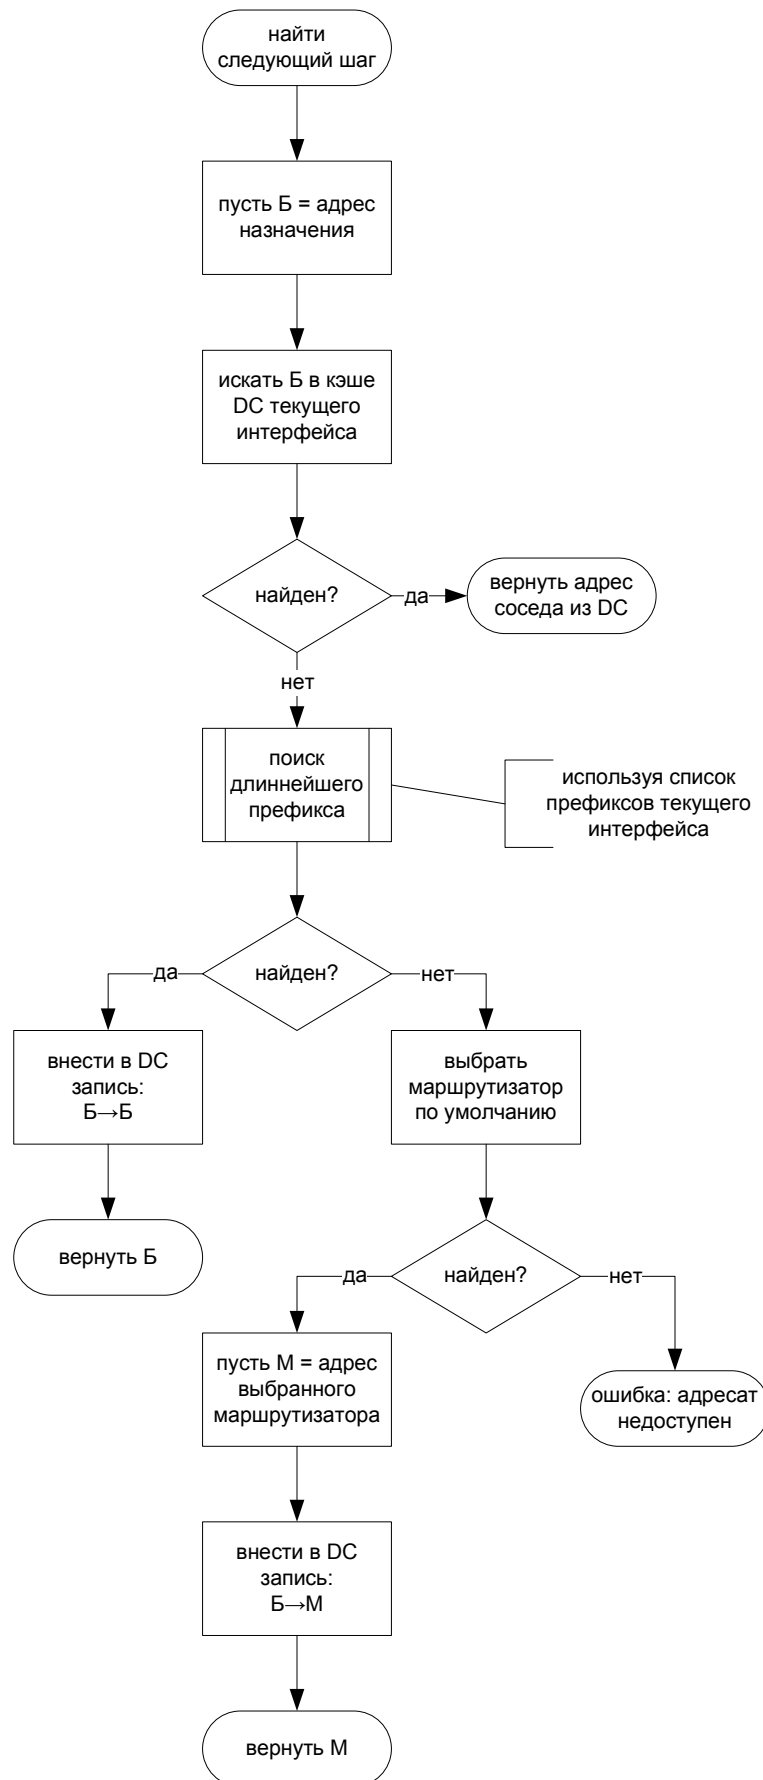 найти
следующий шаг
пусть Б = адрес
назначения
искать Б в кэше
DC текущего
интерфейса
найден?
да
вернуть адрес
соседа из DC
нет
поиск
длиннейшего
префикса
используя список
префиксов текущего
интерфейса
найден?
да
нет
внести в DC
запись:
Б→Б
выбрать
маршрутизатор
по умолчанию
вернуть Б
найден?
да
нет
пусть М = адрес
выбранного
маршрутизатора
ошибка: адресат
недоступен
внести в DC
запись:
Б→М
вернуть М